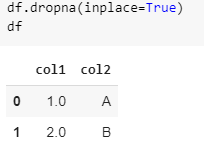 df.dropna(inplace=True)
df
col1 col2
0 1.0 A
1 2.0 B